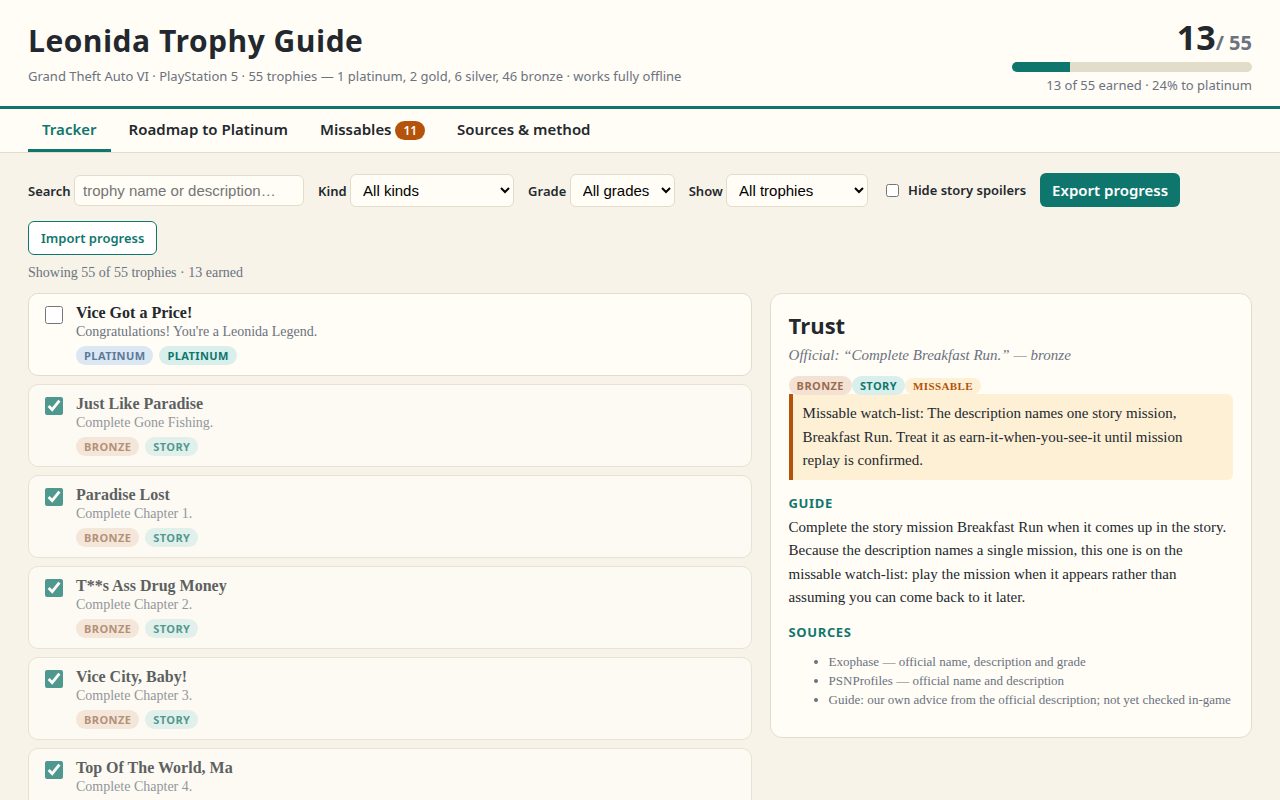 Leonida Trophy Guide
Grand Theft Auto VI · PlayStation 5 · 55 trophies — 1 platinum, 2 gold, 6 silver, 46 bronze · works fully offline
13 / 55
13 of 55 earned · 24% to platinum
Tracker
Roadmap to Platinum
Missables 11
Sources & method
Search trophy name or description… Kind All kinds Grade All grades Show All trophies Hide story spoilers Export progress
Import progress
Showing 55 of 55 trophies · 13 earned
Vice Got a Price!
Congratulations! You're a Leonida Legend.
PLATINUM PLATINUM
Just Like Paradise
Complete Gone Fishing.
BRONZE STORY
Paradise Lost
Complete Chapter 1.
BRONZE STORY
T**s Ass Drug Money
Complete Chapter 2.
BRONZE STORY
Vice City, Baby!
Complete Chapter 3.
BRONZE STORY
Top Of The World, Ma
Complete Chapter 4.
Trust
Official: “Complete Breakfast Run.” — bronze
BRONZE STORY MISSABLE
Missable watch-list: The description names one story mission,
Breakfast Run. Treat it as earn-it-when-you-see-it until mission
replay is confirmed.
GUIDE
Complete the story mission Breakfast Run when it comes up in the story.
Because the description names a single mission, this one is on the
missable watch-list: play the mission when it appears rather than
assuming you can come back to it later.
SOURCES
• Exophase — official name, description and grade
• PSNProfiles — official name and description
• Guide: our own advice from the official description; not yet checked in-game